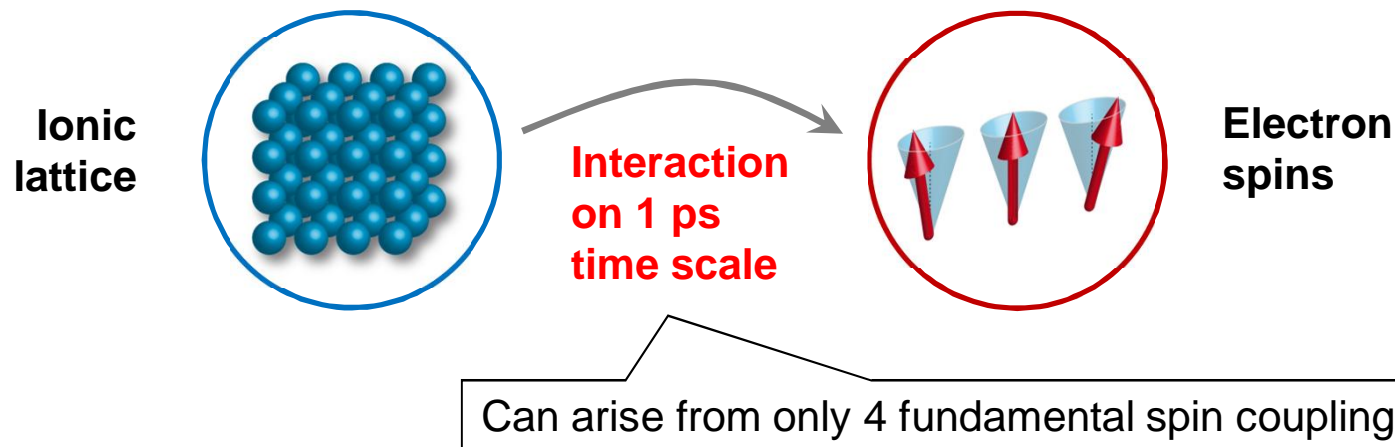 Ionic
lattice
Interaction
on 1 ps
time scale
Electron
spins
Can arise from only 4 fundamental spin coupling